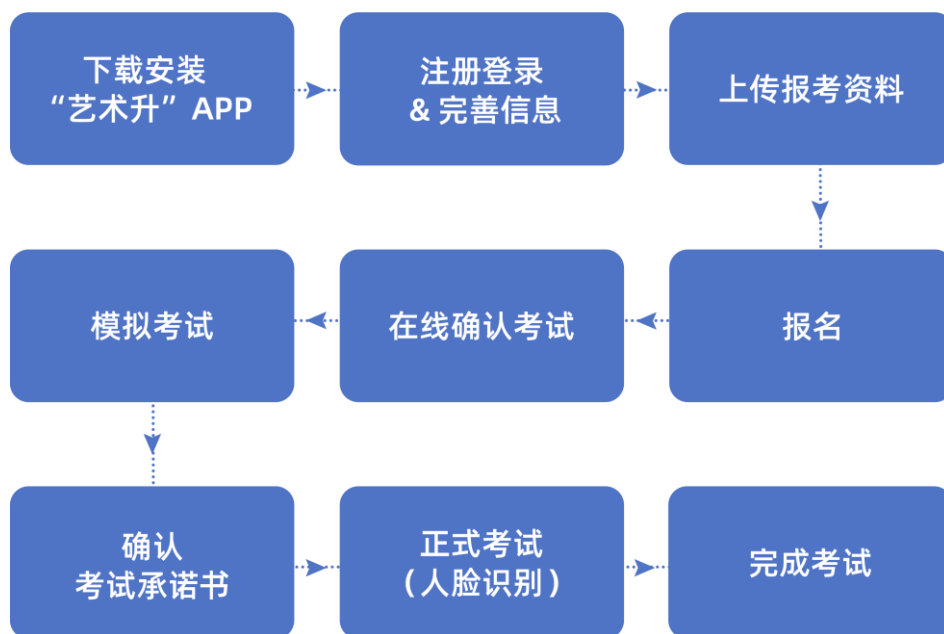 下载安装
“艺术升”APP
注册登录
& 完善信息
上传报考资料
报名
在线确认考试
模拟考试
确认
考试承诺书
正式考试
(人脸识别)
完成考试